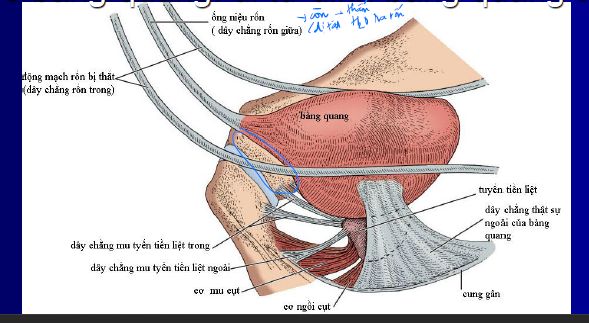 ống niệu rốn
( dây chằng rốn giữa)
động mạch rốn bị thắt
(dây chằng rốn trong)
bàng quang
tuyến tiền liệt
dây chằng thật sự
ngoài của bàng
quang
dây chằng mu tyến tiền liệt trong
dây chằng mu tyến tiền liệt ngoài
cơ mu cụt
cơ ngồi cụt
cung gân